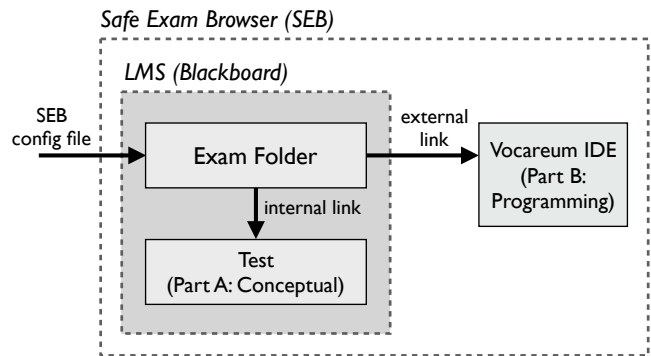 Safe Exam Browser (SEB)
LMS (Blackboard)
SEB
config file
Exam Folder
external
link
Vocareum IDE
(Part B:
Programming)
internal link
Test
(Part A: Conceptual)